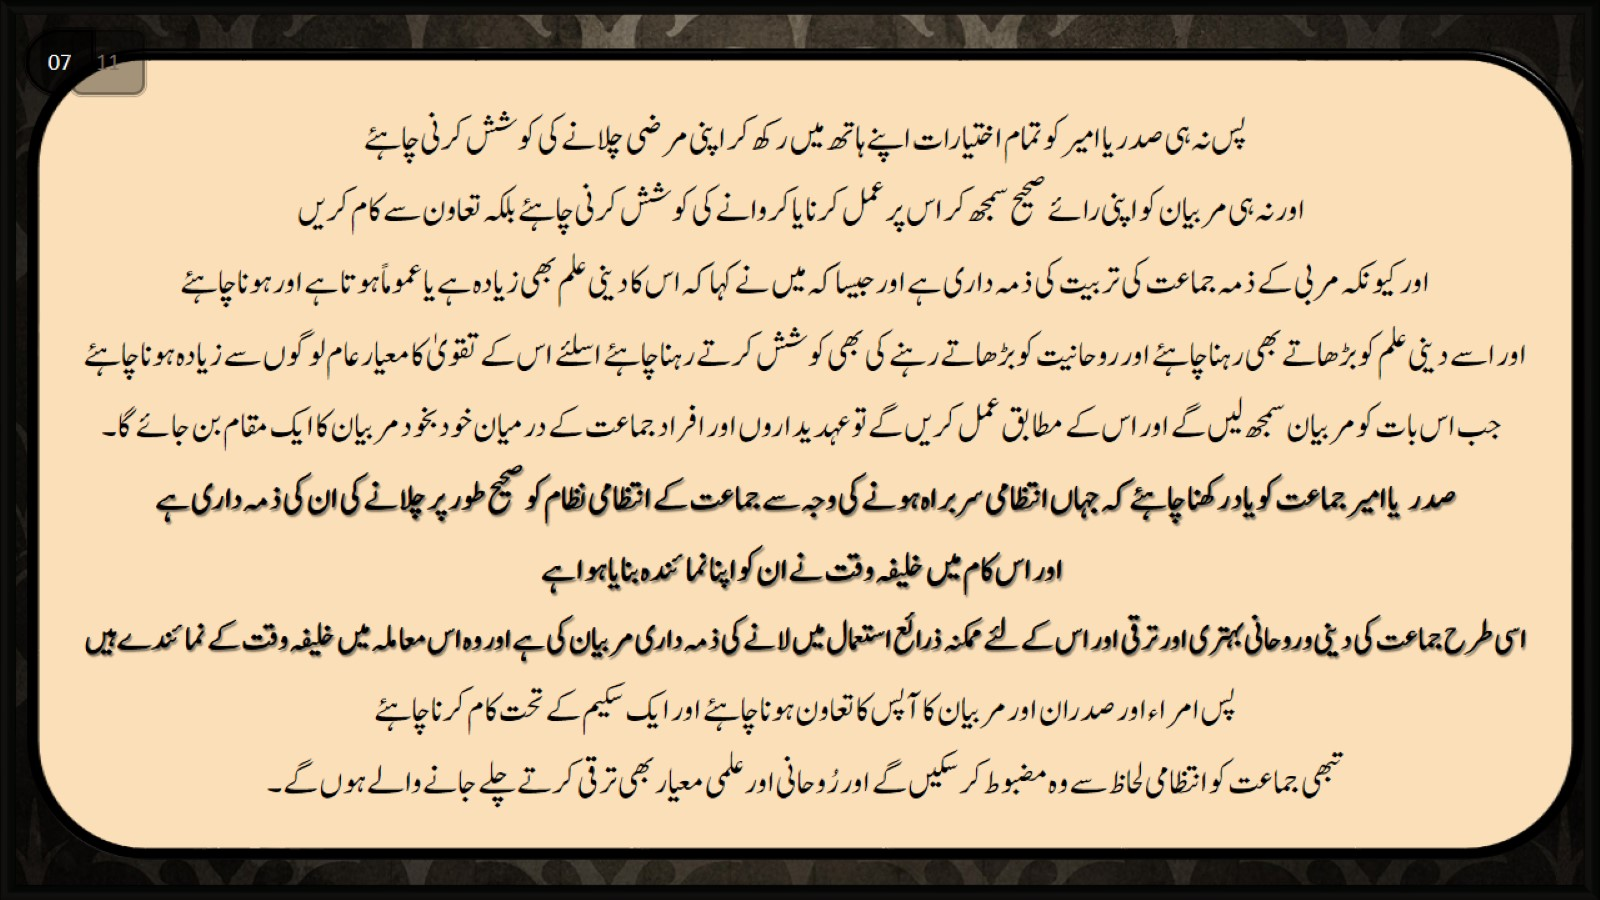 07
11
پس نہ ہی صدر یا امیر کو تمام اختیارات اپنے ہاتھ میں رکھ کر اپنی مرضی چلانے کی کوشش کرنی چاہئے
اور نہ ہی مربیان کو اپنی رائے صحیح سمجھ کر اس پر عمل کرنا یا کروانے کی کوشش کرنی چاہئے بلکہ تعاون سے کام کریں
اور کیونکہ مربی کے ذمہ جماعت کی تربیت کی ذمہ داری ہے اور جیسا کہ میں نے کہا کہ اس کا دینی علم بھی زیادہ ہے یا عموماً ہوتا ہے اور ہونا چاہئے
اور اسے دینی علم کو بڑھاتے بھی رہنا چاہئے اور روحانیت کو بڑھاتے رہنے کی بھی کوشش کرتے رہنا چاہئے اسلئے اس کے تقویٰ کا معیار عام لوگوں سے زیادہ ہونا چاہئے
جب اس بات کو مربیان سمجھ لیں گے اور اس کے مطابق عمل کریں گے تو عہدیداروں اور افراد جماعت کے درمیان خود بخود مربیان کا ایک مقام بن جائے گا۔
صدر یا امیر جماعت کو یاد رکھنا چاہئے کہ جہاں انتظامی سربراہ ہونے کی وجہ سے جماعت کے انتظامی نظام کو صحیح طور پر چلانے کی ان کی ذمہ داری ہے
اور اس کام میں خلیفہ وقت نے ان کو اپنا نمائندہ بنایا ہوا ہے
اسی طرح جماعت کی دینی و روحانی بہتری اور ترقی اور اس کے لئے ممکنہ ذرائع استعمال میں لانے کی ذمہ داری مربیان کی ہے اور وہ اس معاملہ میں خلیفہ وقت کے نمائندے ہیں
پس امراء اور صدران اور مربیان کا آپس کا تعاون ہونا چاہئے اور ایک سکیم کے تحت کام کرنا چاہئے
تبھی جماعت کو انتظامی لحاظ سے وہ مضبوط کر سکیں گے اور رُوحانی اور علمی معیار بھی ترقی کرتے چلے جانے والے ہوں گے۔